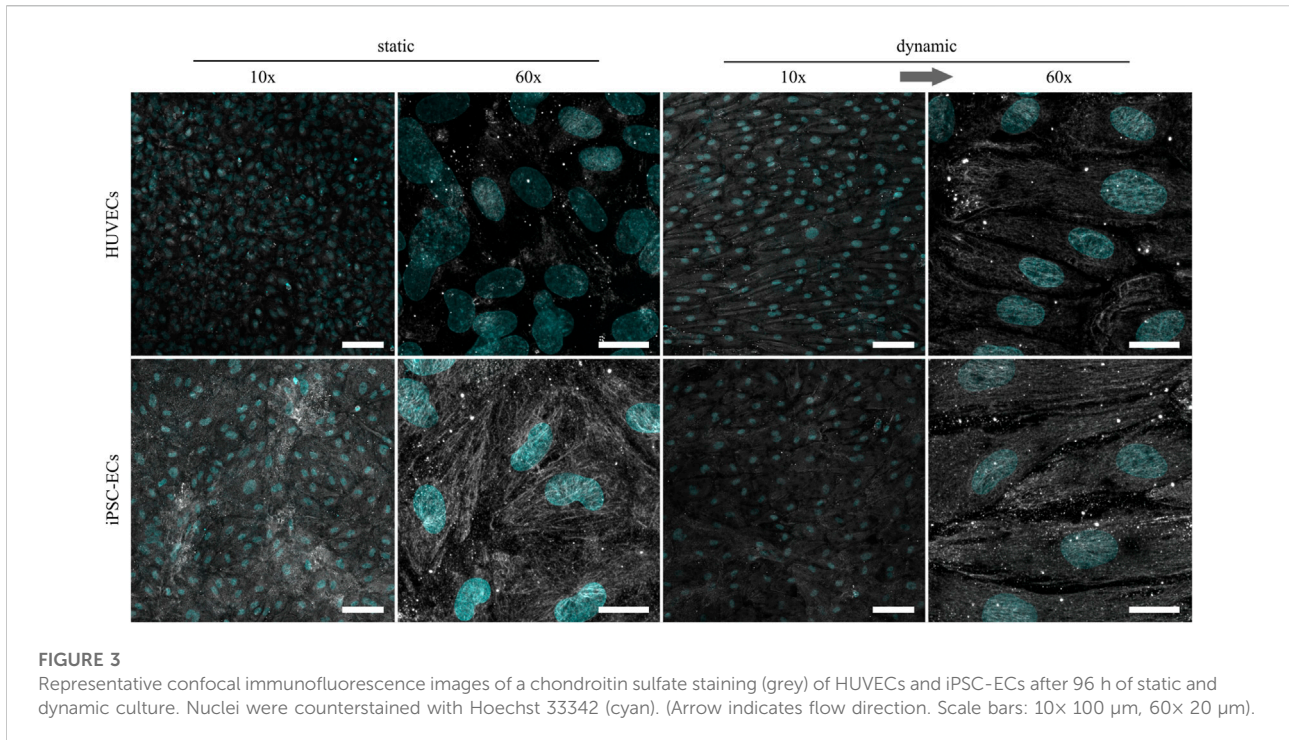 static dynamic
10x 60x 10x 60x
HUVECs
iPSC-ECs
FIGURE 3
Representative confocal immunofluorescence images of a chondroitin sulfate staining (grey) of HUVECs and iPSC-ECs after 96 h of static and
dynamic culture. Nuclei were counterstained with Hoechst 33342 (cyan). (Arrow indicates flow direction. Scale bars: 10× 100 μm, 60× 20 μm).